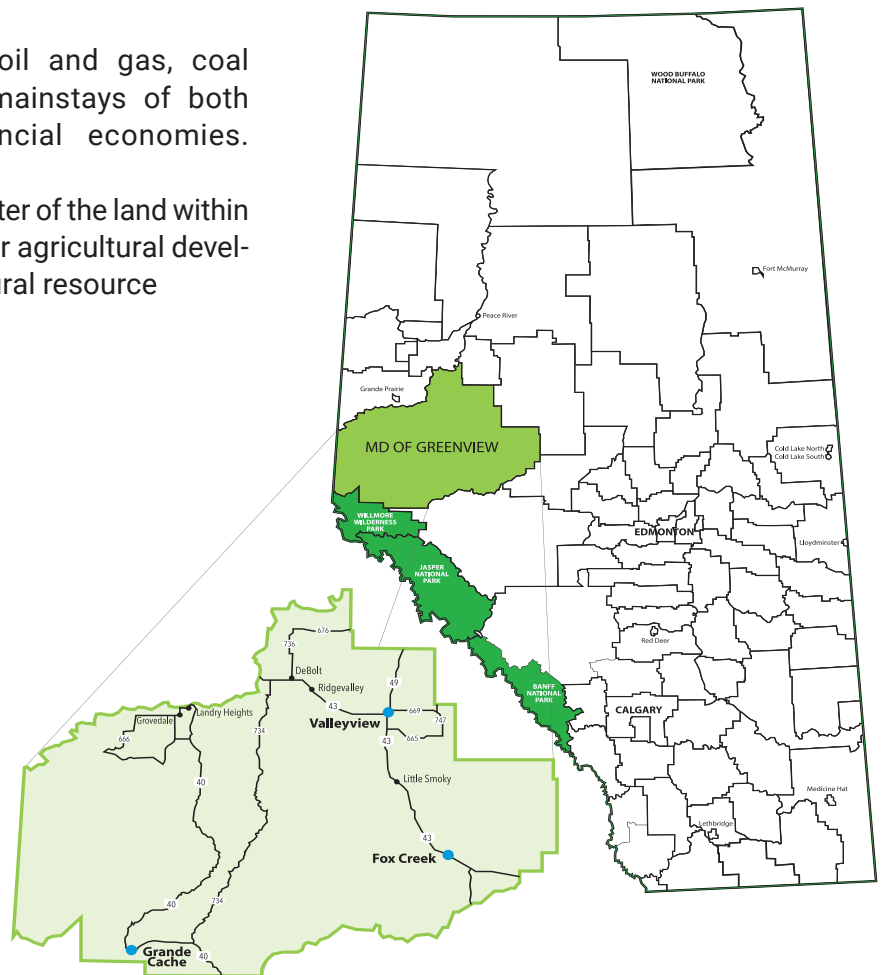 oil and gas, coal
mainstays of both
ncial economies.
ter of the land within
r agricultural devel-
ural resource
WOOD BUFFALO
NATIONAL PARK
Fort McMurray
Peace River
Grande Prairie
MD OF GREENVIEW
Cold Lake North
Cold Lake South
WILLMORE
WILDERNESS
PARK
EDMONTON
Lloydminster
JASPER
NATIONAL
PARK
Red Deer
BANFF
NATIONAL
PARK
CALGARY
Medicine Hat
Lethbridge
676
736
DeBolt
Ridgevalley
49
43
669
747
Landry Heights
Grovedale
Valleyview
734
666
43
665
40
Little Smoky
43
Fox Creek
40
734
Grande
Cache
40